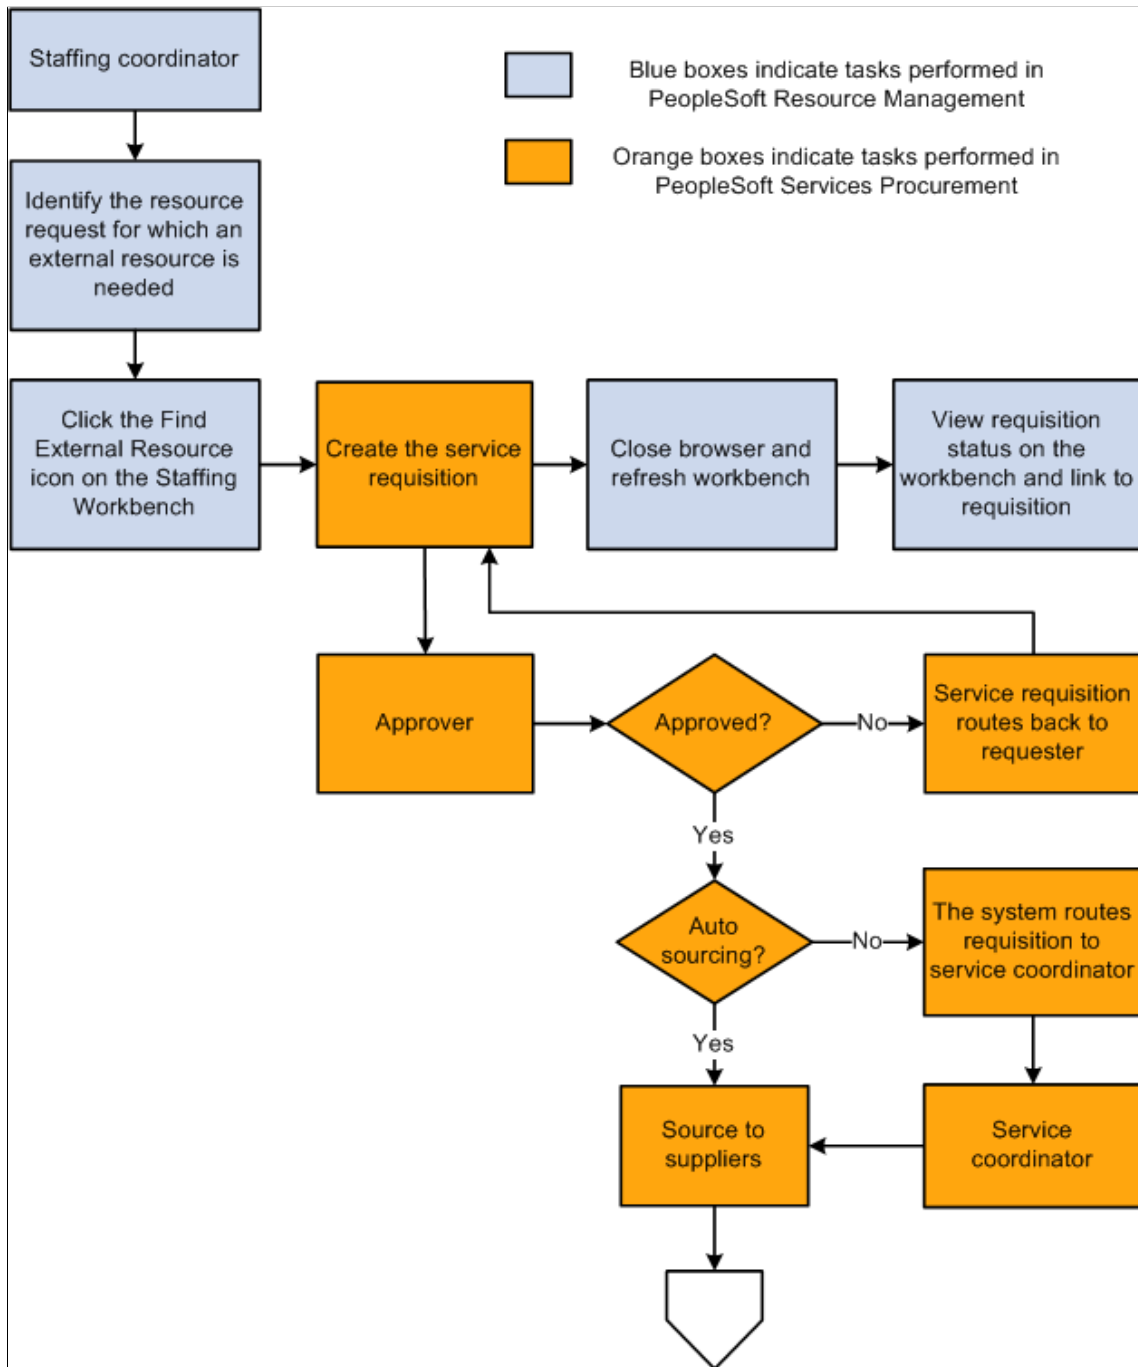 Staffing coordinator
Blue boxes indicate tasks performed in
PeopleSoft Resource Management
Orange boxes indicate tasks performed in
PeopleSoft Services Procurement
Identify the resource
request for which an
external resource is
needed
Click the Find
External Resource
icon on the Staffing
Workbench
Create the service
requisition
Close browser and
refresh workbench
View requisition
status on the
workbench and link to
requisition
Approver
Approved?
No
Service requisition
routes back to
requester
Yes
Auto
sourcing?
No
The system routes
requisition to
service coordinator
Yes
Source to
suppliers
Service
coordinator